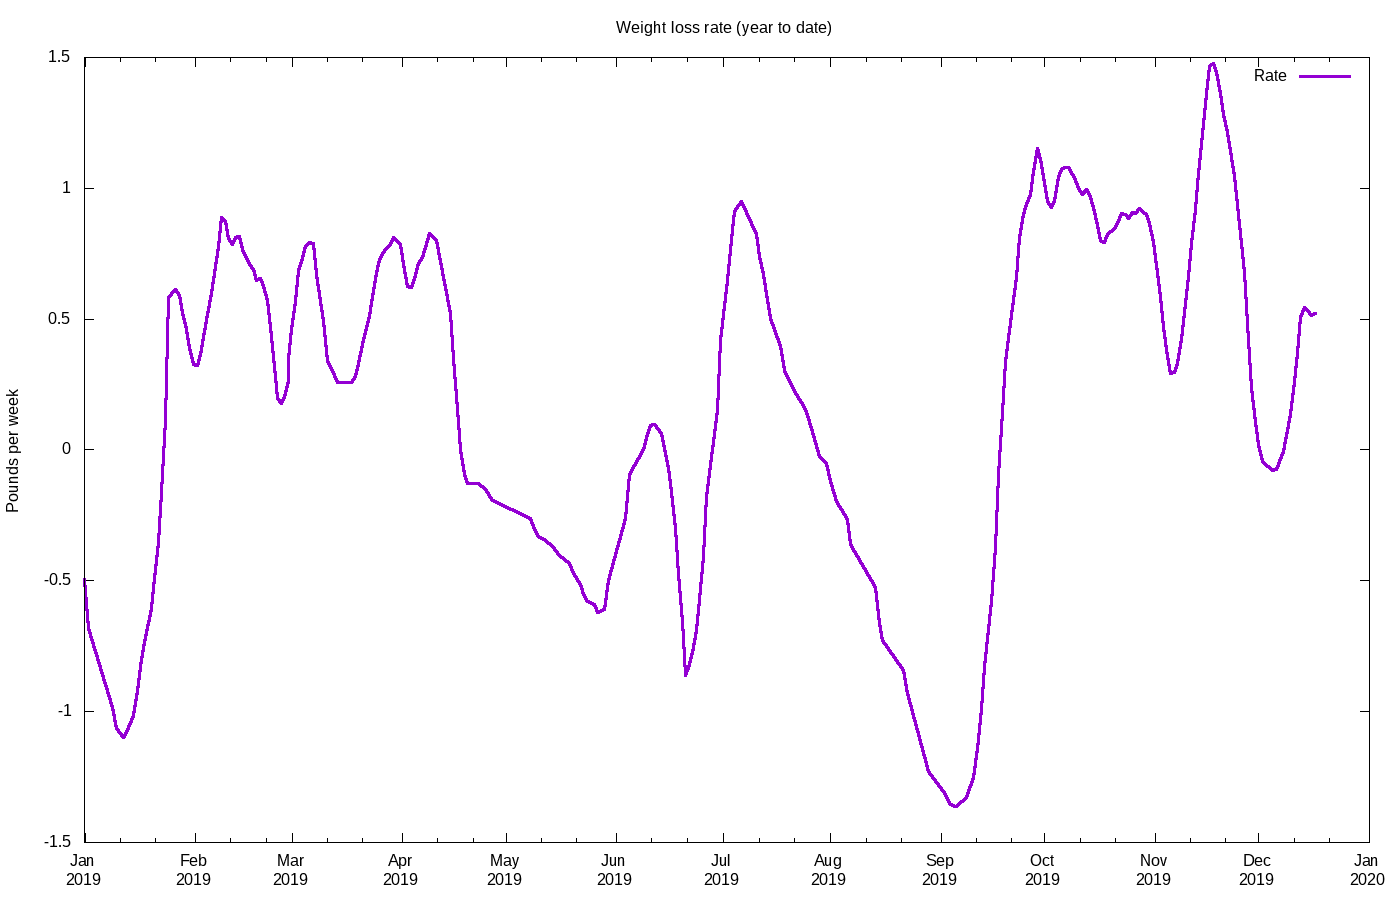 Weight loss rate (year to date)
Rate
Pounds per week
1.5
1
0.5
0
-0.5
-1
-1.5
Jan Feb Mar Apr May Jun Jul Aug Sep Oct Nov Dec Jan
2019 2019 2019 2019 2019 2019 2019 2019 2019 2019 2019 2019 2020